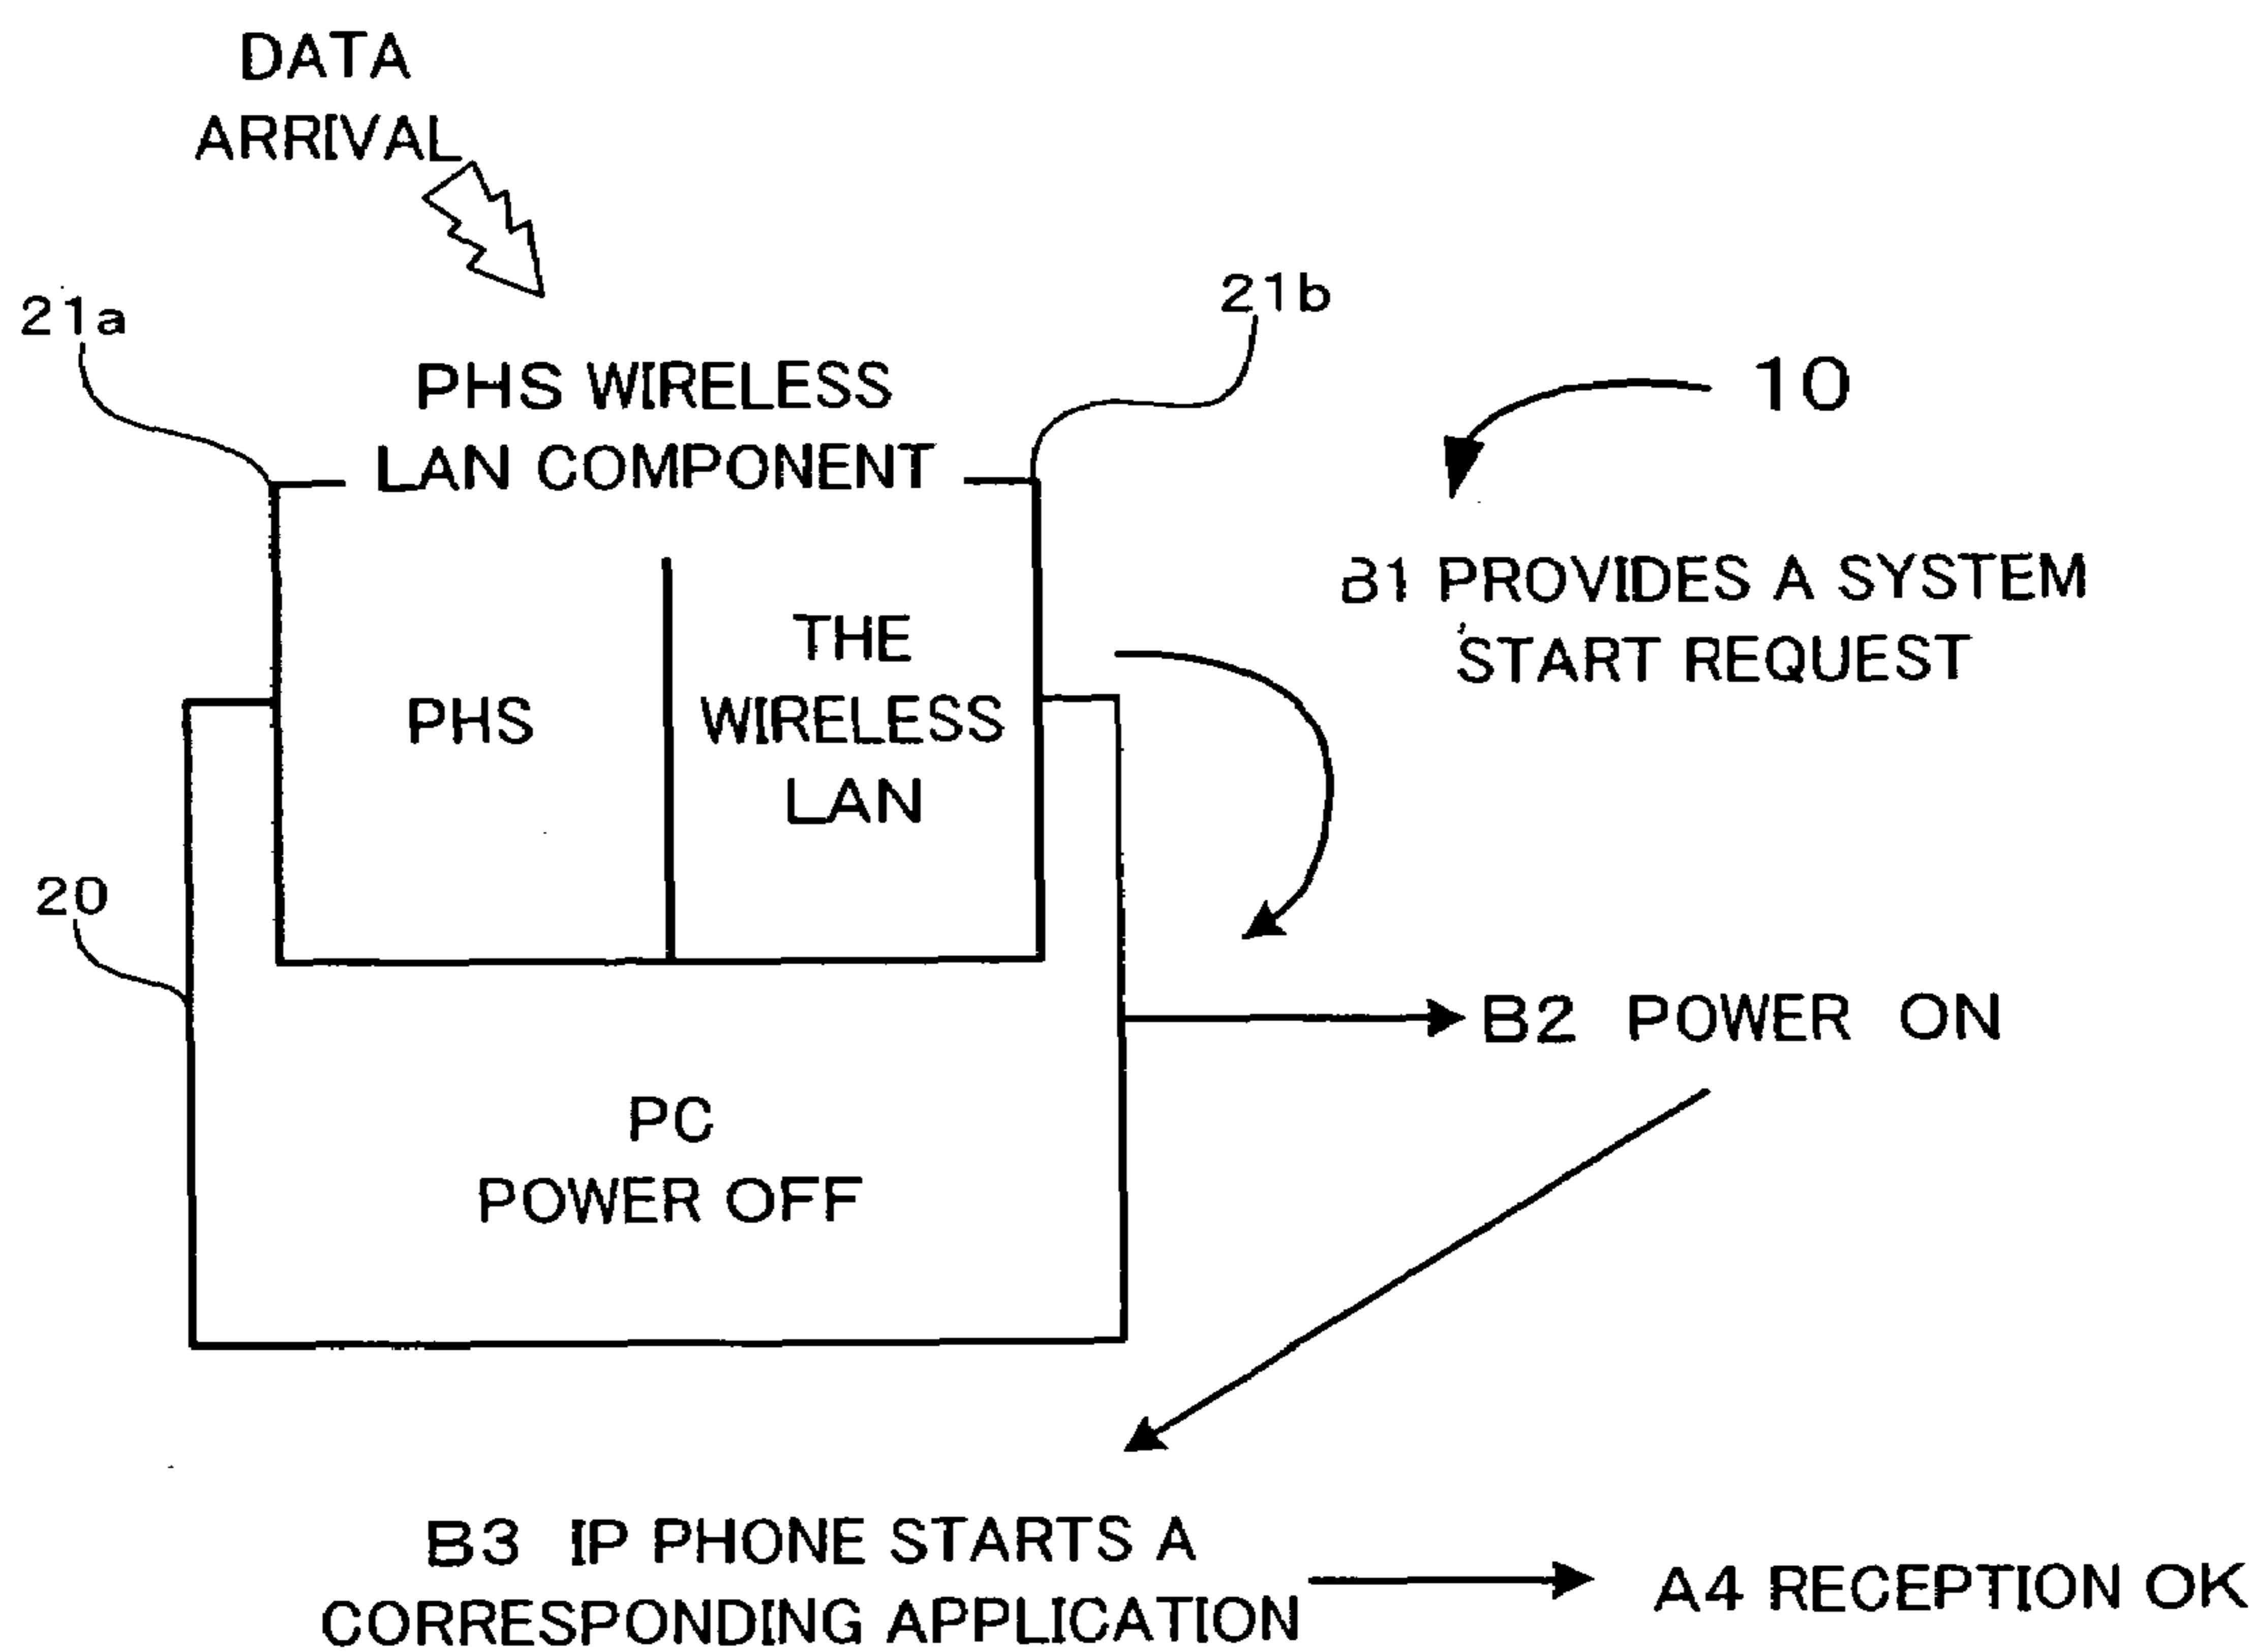 DATA
ARRIVAL
21a
21b
PHS WIRELESS
LAN COMPONENT
10
B1 PROVIDES A SYSTEM
START REQUEST
PHS
THE
WIRELESS
LAN
20
B2 POWER ON
PC
POWER OFF
B3 IP PHONE STARTS A
CORRESPONDING APPLICATION
A4 RECEPTION OK